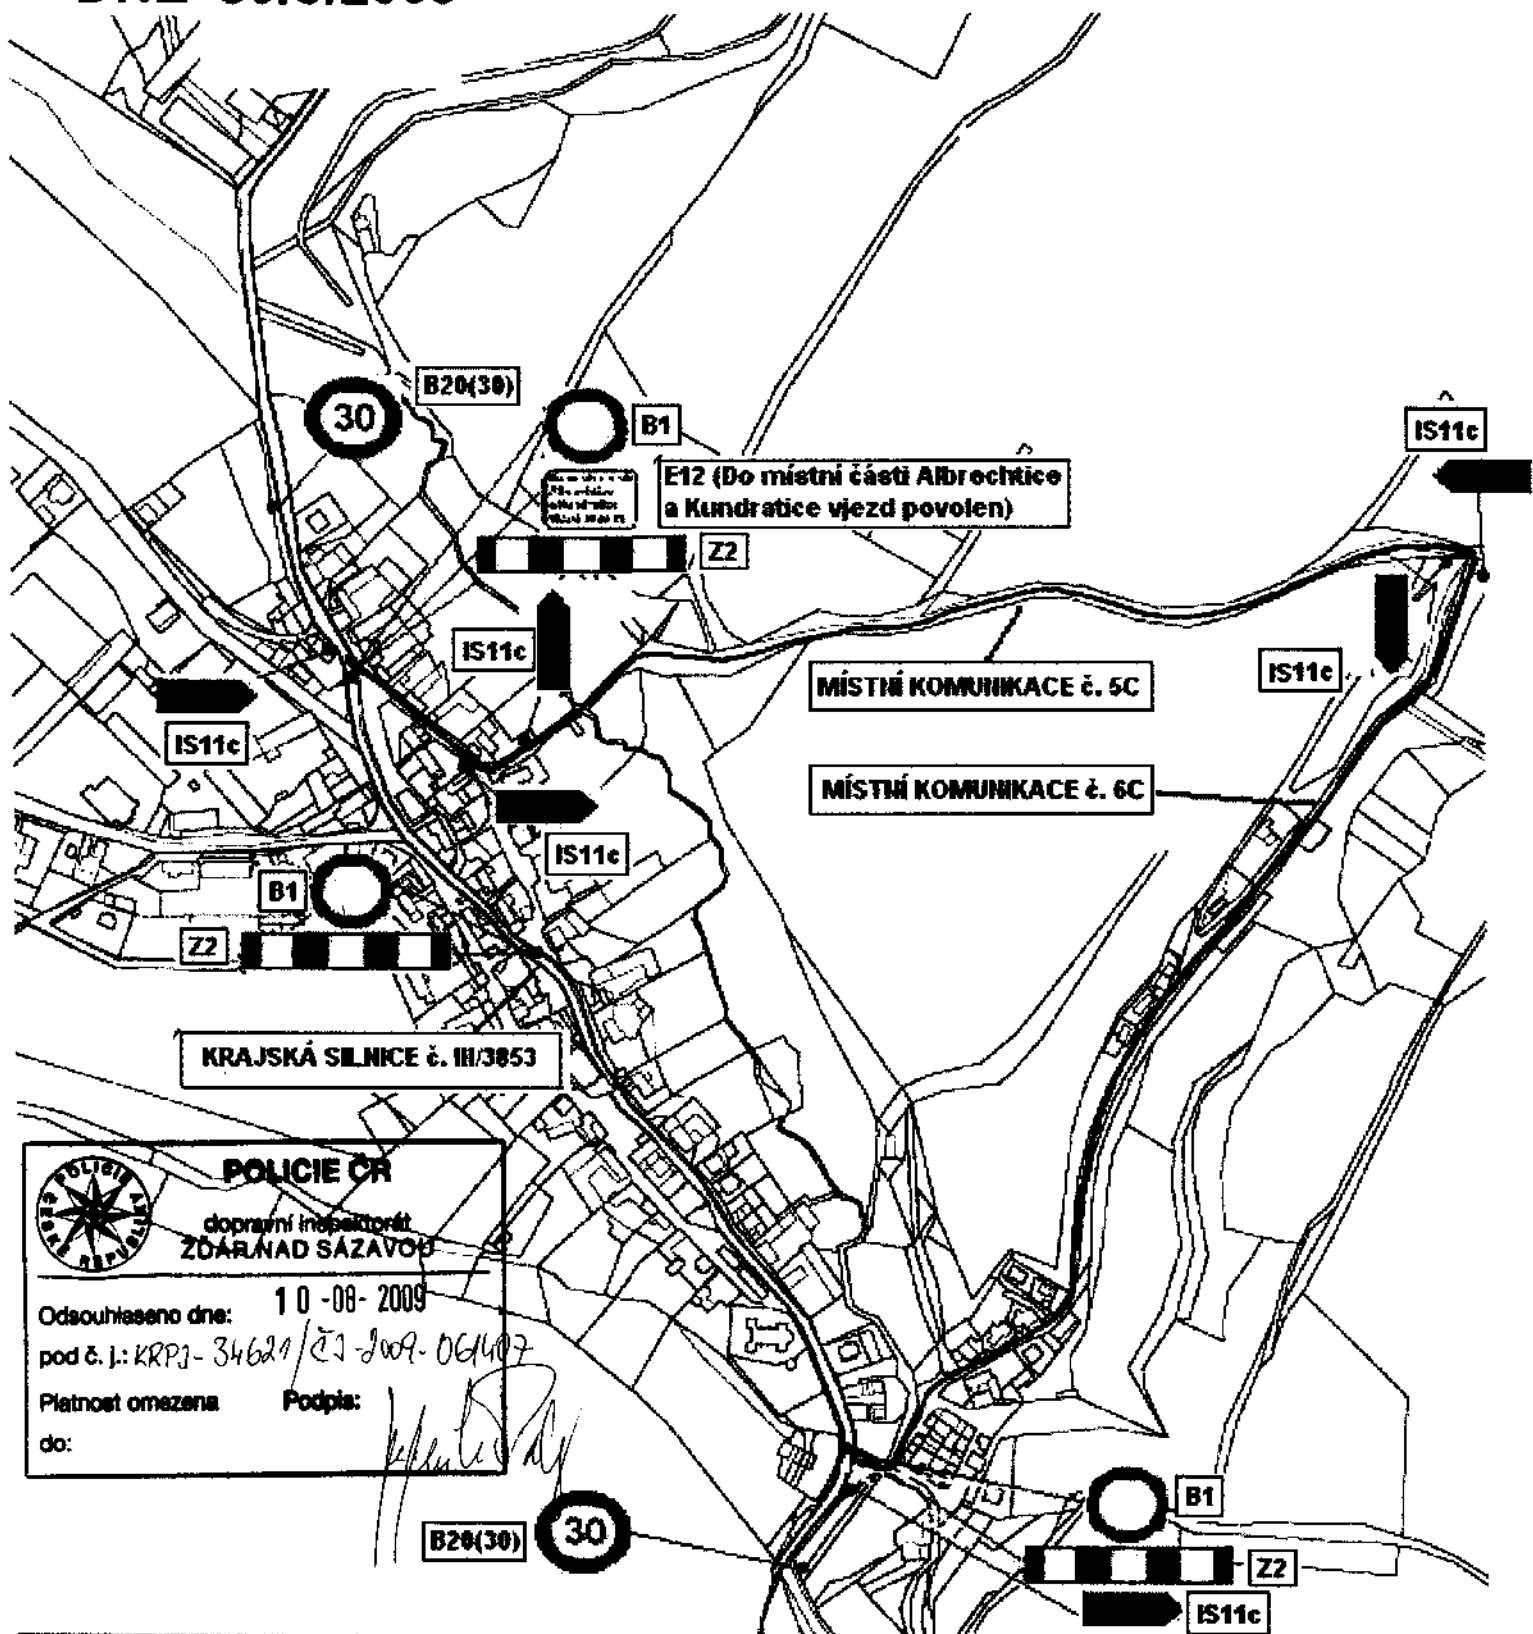 B20(30)
30
B1
IS11c
E12 (Do místní části Albrechtice
a Kundratice vjezd povolen)
Z2
IS11c
IS11c
MÍSTNÍ KOMUNIKACE č. 5C
IS11c
MÍSTNÍ KOMUNIKACE č. 6C
IS11c
B1
Z2
KRAJSKÁ SILNICE č. III/3853
POLICIE ČR
POLICIE
ČESKÉ REPUBLIKY
dopravní inspektorát
ŽĎÁR NAD SÁZAVOU
Odsouhlaseno dne: 10 -08- 2009
pod č. j.: KRPJ-34621/ČJ-2009-061407
Platnost omezena Podpis:
do:
B20(30)
30
B1
Z2
IS11c